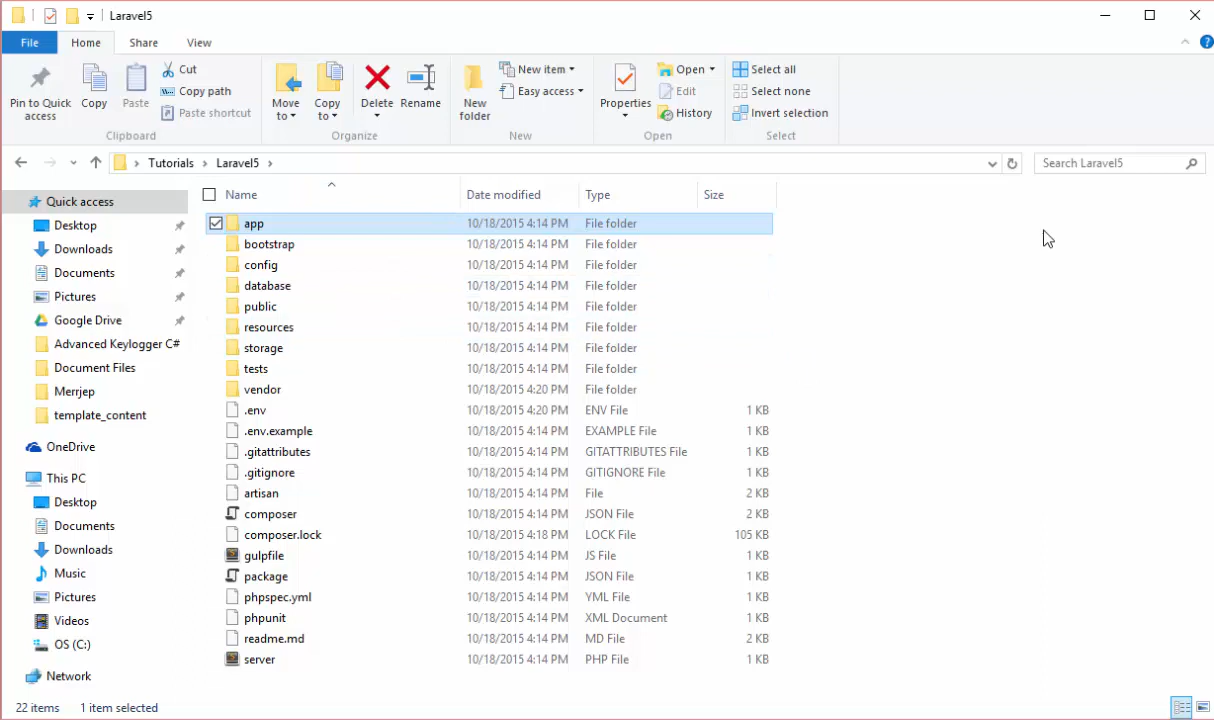 Laravel5
File Home Share View
Pin to Quick access
Copy
Paste
Cut
Copy path
Paste shortcut
Clipboard
Move to
Copy to
Delete
Rename
Organize
New folder
New item
Easy access
New
Properties
Open
Edit
History
Open
Select all
Select none
Invert selection
Select
Tutorials > Laravel5 >
Search Laravel5
Quick access
Desktop
Downloads
Documents
Pictures
Google Drive
Advanced Keylogger C#
Document Files
Merrjep
template_content
OneDrive
This PC
Desktop
Documents
Downloads
Music
Pictures
Videos
OS (C:)
Network
Name Date modified Type Size
app 10/18/2015 4:14 PM File folder
bootstrap 10/18/2015 4:14 PM File folder
config 10/18/2015 4:14 PM File folder
database 10/18/2015 4:14 PM File folder
public 10/18/2015 4:14 PM File folder
resources 10/18/2015 4:14 PM File folder
storage 10/18/2015 4:14 PM File folder
tests 10/18/2015 4:14 PM File folder
vendor 10/18/2015 4:20 PM File folder
.env 10/18/2015 4:20 PM ENV File 1 KB
.env.example 10/18/2015 4:14 PM EXAMPLE File 1 KB
.gitattributes 10/18/2015 4:14 PM GITATTRIBUTES File 1 KB
.gitignore 10/18/2015 4:14 PM GITIGNORE File 1 KB
artisan 10/18/2015 4:14 PM File 2 KB
composer 10/18/2015 4:14 PM JSON File 2 KB
composer.lock 10/18/2015 4:18 PM LOCK File 105 KB
gulpfile 10/18/2015 4:14 PM JS File 1 KB
package 10/18/2015 4:14 PM JSON File 1 KB
phpspec.yml 10/18/2015 4:14 PM YML File 1 KB
phpunit 10/18/2015 4:14 PM XML Document 1 KB
readme.md 10/18/2015 4:14 PM MD File 2 KB
server 10/18/2015 4:14 PM PHP File 1 KB
22 items 1 item selected